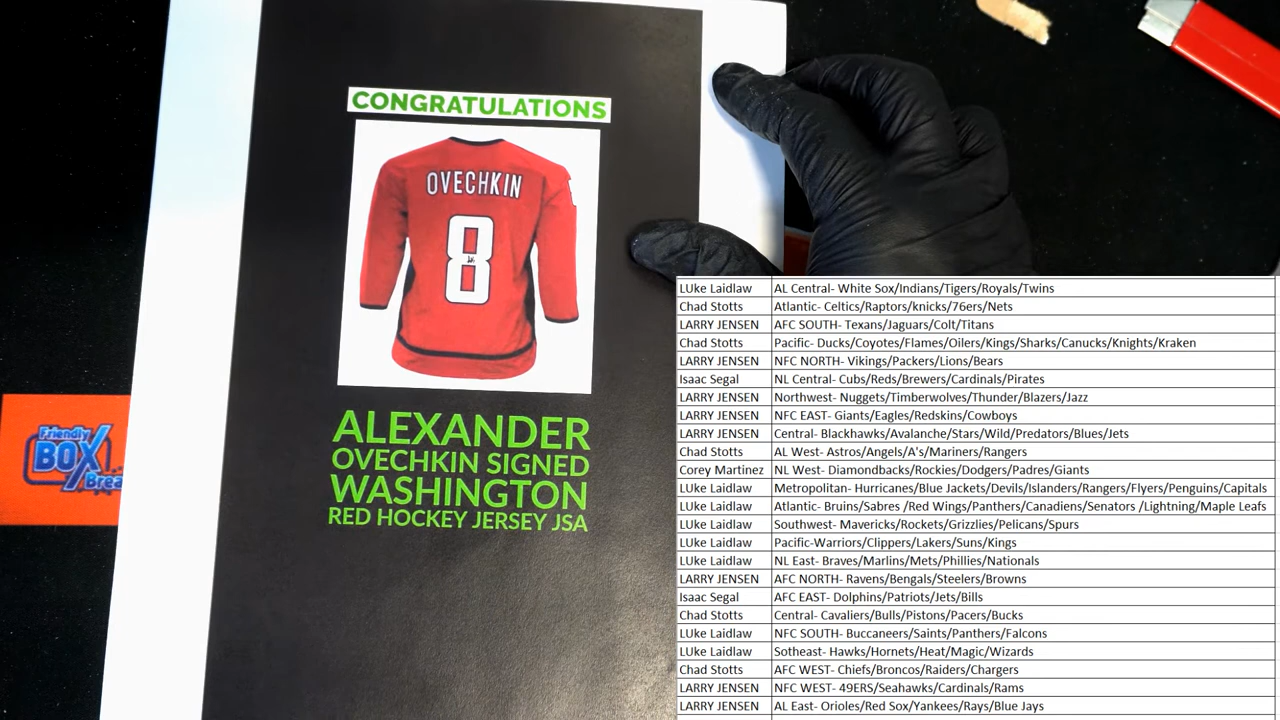 CONGRATULATIONS
OVECHKIN
8
ALEXANDER
OVECHKIN SIGNED
WASHINGTON
RED HOCKEY JERSEY JSA
Friendly
BOX
Brea
LUke Laidlaw AL Central- White Sox/Indians/Tigers/Royals/Twins
Chad Stotts Atlantic- Celtics/Raptors/knicks/76ers/Nets
LARRY JENSEN AFC SOUTH- Texans/Jaguars/Colt/Titans
Chad Stotts Pacific- Ducks/Coyotes/Flames/Oilers/Kings/Sharks/Canucks/Knights/Kraken
LARRY JENSEN NFC NORTH- Vikings/Packers/Lions/Bears
Isaac Segal NL Central- Cubs/Reds/Brewers/Cardinals/Pirates
LARRY JENSEN Northwest- Nuggets/Timberwolves/Thunder/Blazers/Jazz
LARRY JENSEN NFC EAST- Giants/Eagles/Redskins/Cowboys
LARRY JENSEN Central- Blackhawks/Avalanche/Stars/Wild/Predators/Blues/Jets
Chad Stotts AL West- Astros/Angels/A's/Mariners/Rangers
Corey Martinez NL West- Diamondbacks/Rockies/Dodgers/Padres/Giants
LUke Laidlaw Metropolitan- Hurricanes/Blue Jackets/Devils/Islanders/Rangers/Flyers/Penguins/Capitals
LUke Laidlaw Atlantic- Bruins/Sabres /Red Wings/Panthers/Canadiens/Senators /Lightning/Maple Leafs
LUke Laidlaw Southwest- Mavericks/Rockets/Grizzlies/Pelicans/Spurs
LUke Laidlaw Pacific-Warriors/Clippers/Lakers/Suns/Kings
LUke Laidlaw NL East- Braves/Marlins/Mets/Phillies/Nationals
LARRY JENSEN AFC NORTH- Ravens/Bengals/Steelers/Browns
Isaac Segal AFC EAST- Dolphins/Patriots/Jets/Bills
Chad Stotts Central- Cavaliers/Bulls/Pistons/Pacers/Bucks
LUke Laidlaw NFC SOUTH- Buccaneers/Saints/Panthers/Falcons
LUke Laidlaw Sotheast- Hawks/Hornets/Heat/Magic/Wizards
Chad Stotts AFC WEST- Chiefs/Broncos/Raiders/Chargers
LARRY JENSEN NFC WEST- 49ERS/Seahawks/Cardinals/Rams
LARRY JENSEN AL East- Orioles/Red Sox/Yankees/Rays/Blue Jays